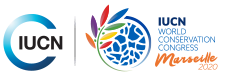 IUCN
IUCN
WORLD
CONSERVATION
CONGRESS
Marseille
2020